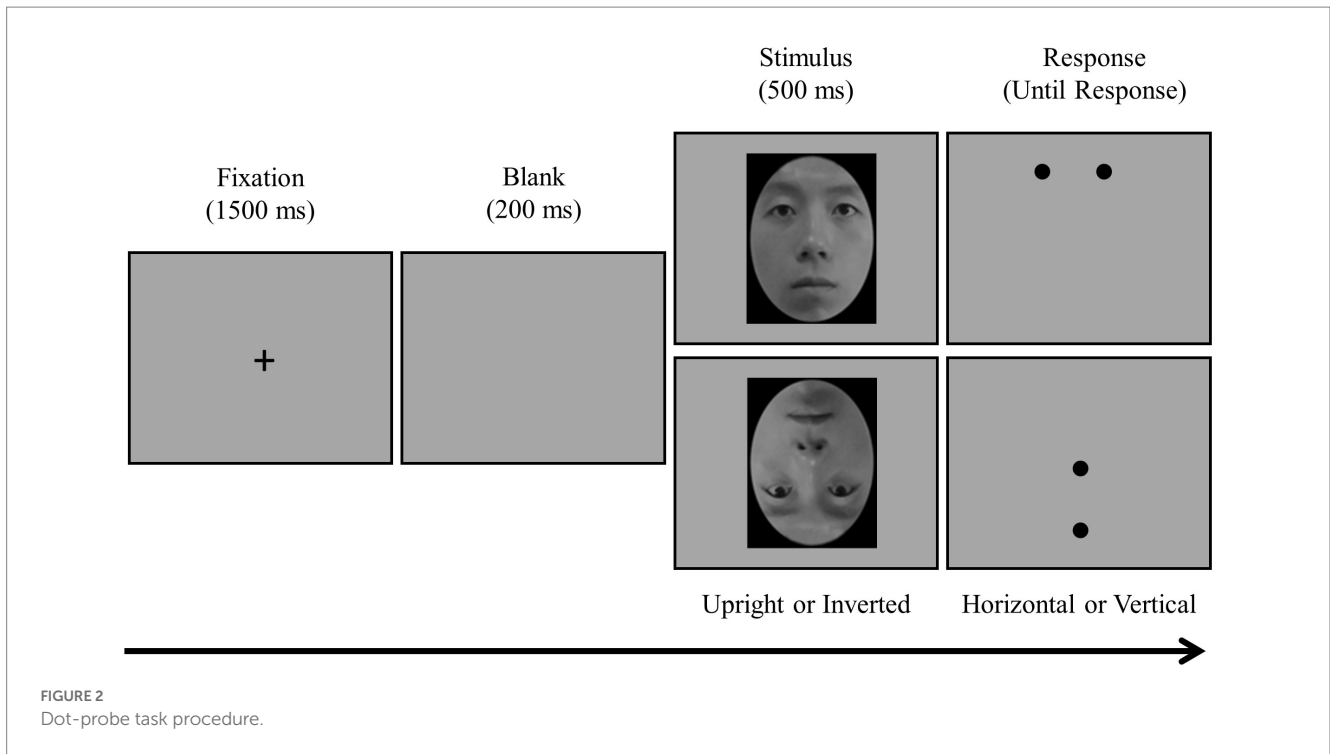 Stimulus
(500 ms)
Response
(Until Response)
Fixation
(1500 ms)
Blank
(200 ms)
+
Upright or Inverted
Horizontal or Vertical
FIGURE 2
Dot-probe task procedure.